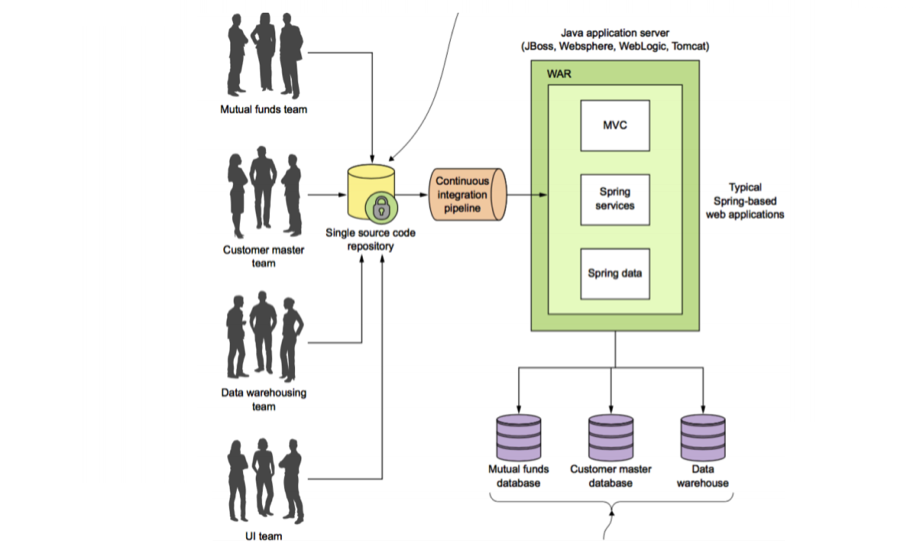 Java application server
(JBoss, Websphere, WebLogic, Tomcat)
WAR
Mutual funds team
MVC
Continuous
integration
pipeline
Spring
services
Typical
Spring-based
web applications
Single source code
repository
Customer master
team
Spring data
Data warehousing
team
Mutual funds
database
Customer master
database
Data
warehouse
UI team